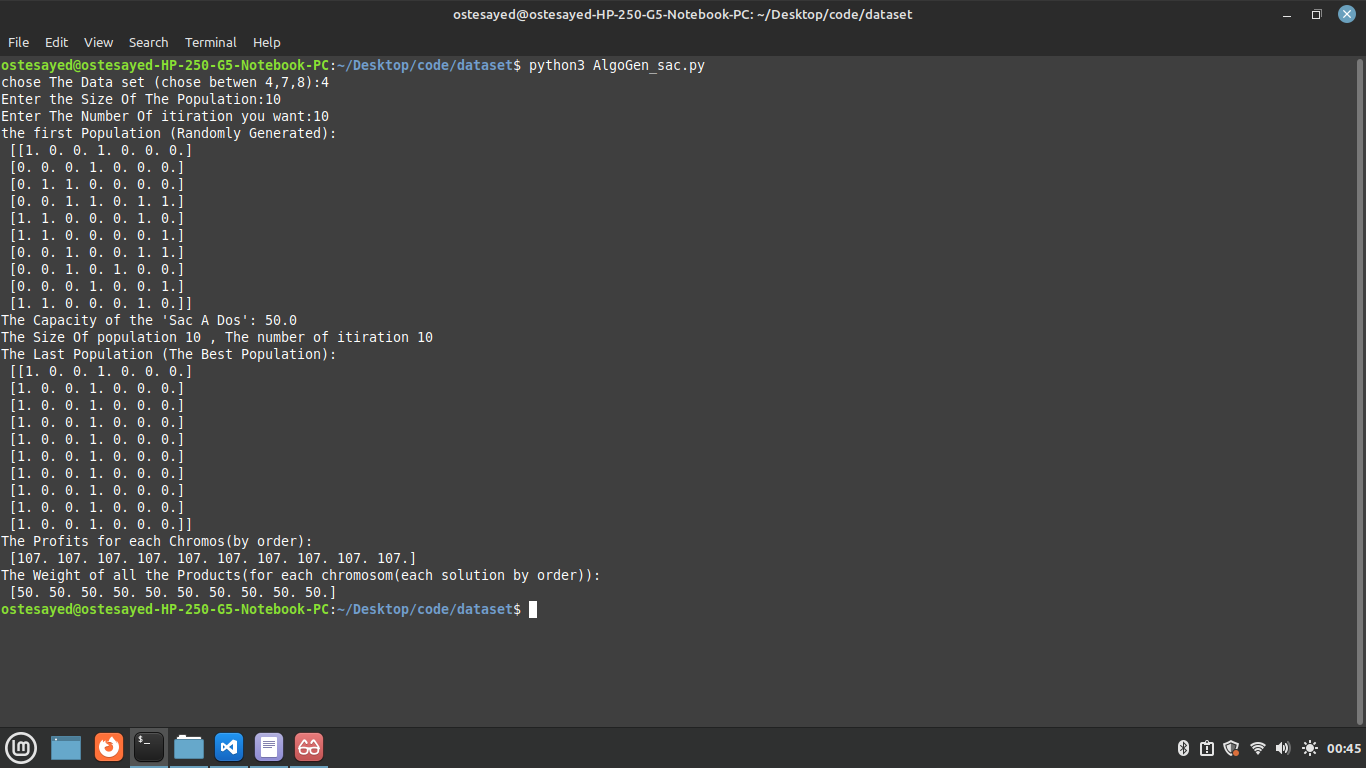 ostesayed@ostesayed-HP-250-G5-Notebook-PC: ~/Desktop/code/dataset
File Edit View Search Terminal Help
ostesayed@ostesayed-HP-250-G5-Notebook-PC:~/Desktop/code/dataset$ python3 AlgoGen_sac.py
chose The Data set (chose betwen 4,7,8):4
Enter the Size Of The Population:10
Enter The Number Of itiration you want:10
the first Population (Randomly Generated):
[[1. 0. 0. 1. 0. 0. 0.]
[0. 0. 0. 1. 0. 0. 0.]
[0. 1. 1. 0. 0. 0. 0.]
[0. 0. 1. 1. 0. 1. 1.]
[1. 1. 0. 0. 0. 1. 0.]
[1. 1. 0. 0. 0. 0. 1.]
[0. 0. 1. 0. 0. 1. 1.]
[0. 0. 1. 0. 1. 0. 0.]
[0. 0. 0. 1. 0. 0. 1.]
[1. 1. 0. 0. 0. 1. 0.]]
The Capacity of the 'Sac A Dos': 50.0
The Size Of population 10 , The number of itiration 10
The Last Population (The Best Population):
[[1. 0. 0. 1. 0. 0. 0.]
[1. 0. 0. 1. 0. 0. 0.]
[1. 0. 0. 1. 0. 0. 0.]
[1. 0. 0. 1. 0. 0. 0.]
[1. 0. 0. 1. 0. 0. 0.]
[1. 0. 0. 1. 0. 0. 0.]
[1. 0. 0. 1. 0. 0. 0.]
[1. 0. 0. 1. 0. 0. 0.]
[1. 0. 0. 1. 0. 0. 0.]
[1. 0. 0. 1. 0. 0. 0.]]
The Profits for each Chromos(by order):
[107. 107. 107. 107. 107. 107. 107. 107. 107. 107.]
The Weight of all the Products(for each chromosom(each solution by order)):
[50. 50. 50. 50. 50. 50. 50. 50. 50. 50.]
ostesayed@ostesayed-HP-250-G5-Notebook-PC:~/Desktop/code/dataset$
00:45